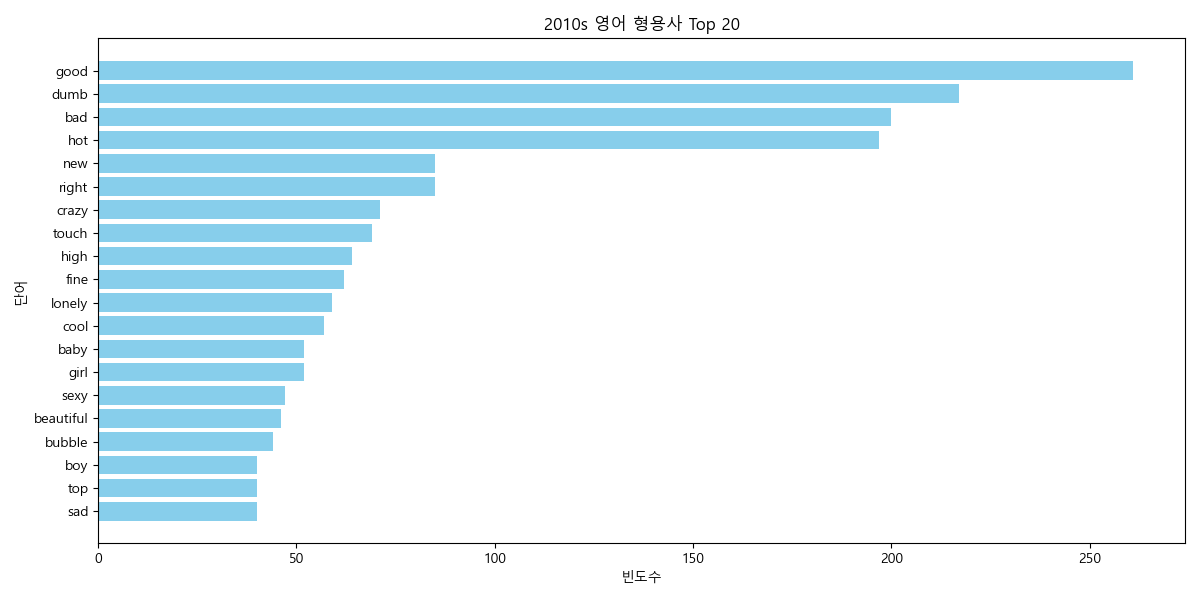 2010s 영어 형용사 Top 20
단어
good
dumb
bad
hot
new
right
crazy
touch
high
fine
lonely
cool
baby
girl
sexy
beautiful
bubble
boy
top
sad
0 50 100 150 200 250
빈도수